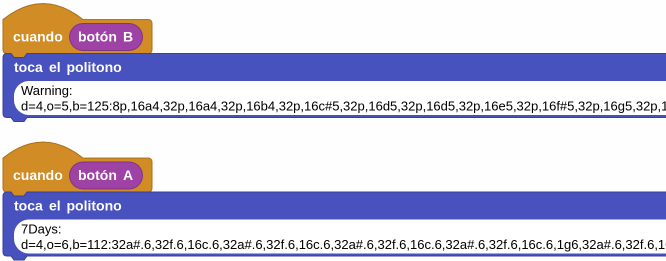 cuando botón B
toca el politono
Warning:
d=4,o=5,b=125:8p,16a4,32p,16a4,32p,16b4,32p,16c#5,32p,16d5,32p,16d5,32p,16e5,32p,16f#5,32p,16g5,32p,1
cuando botón A
toca el politono
7Days:
d=4,o=6,b=112:32a#.6,32f.6,16c.6,32a#.6,32f.6,16c.6,32a#.6,32f.6,16c.6,32a#.6,32f.6,16c.6,1g6,32a#.6,32f.6,16